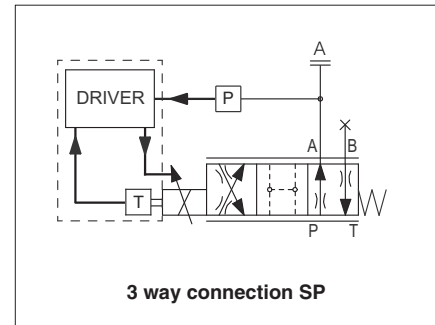 A
DRIVER
P
A B
T
P T
3 way connection SP